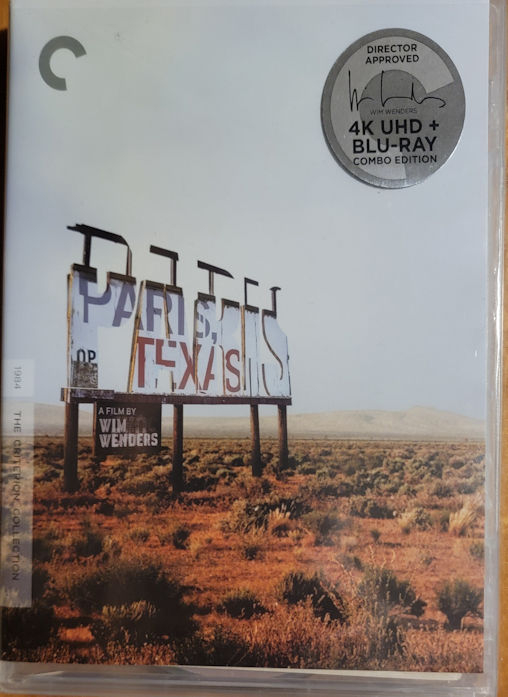 DIRECTOR
APPROVED
WIM WENDERS
4K UHD +
BLU-RAY
COMBO EDITION
PARIS,
TEXAS
OP
A FILM BY
WIM
WENDERS
1984
THE CRITERION COLLECTION